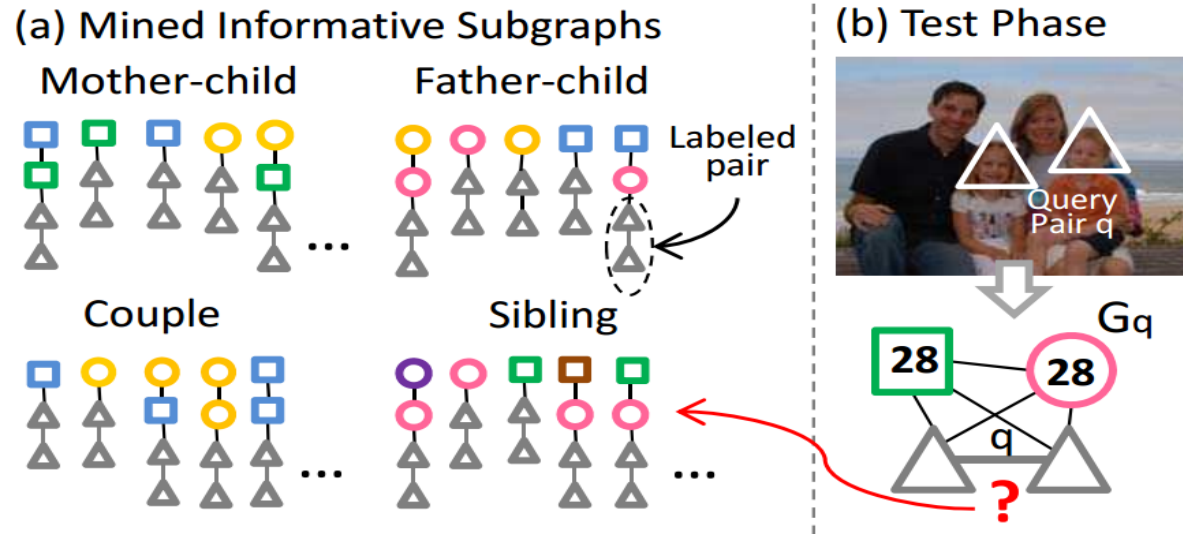 (a) Mined Informative Subgraphs
Mother-child
Father-child
Labeled
pair
...
Couple
Sibling
...
...
(b) Test Phase
Query
Pair q
Gq
28
28
q
?